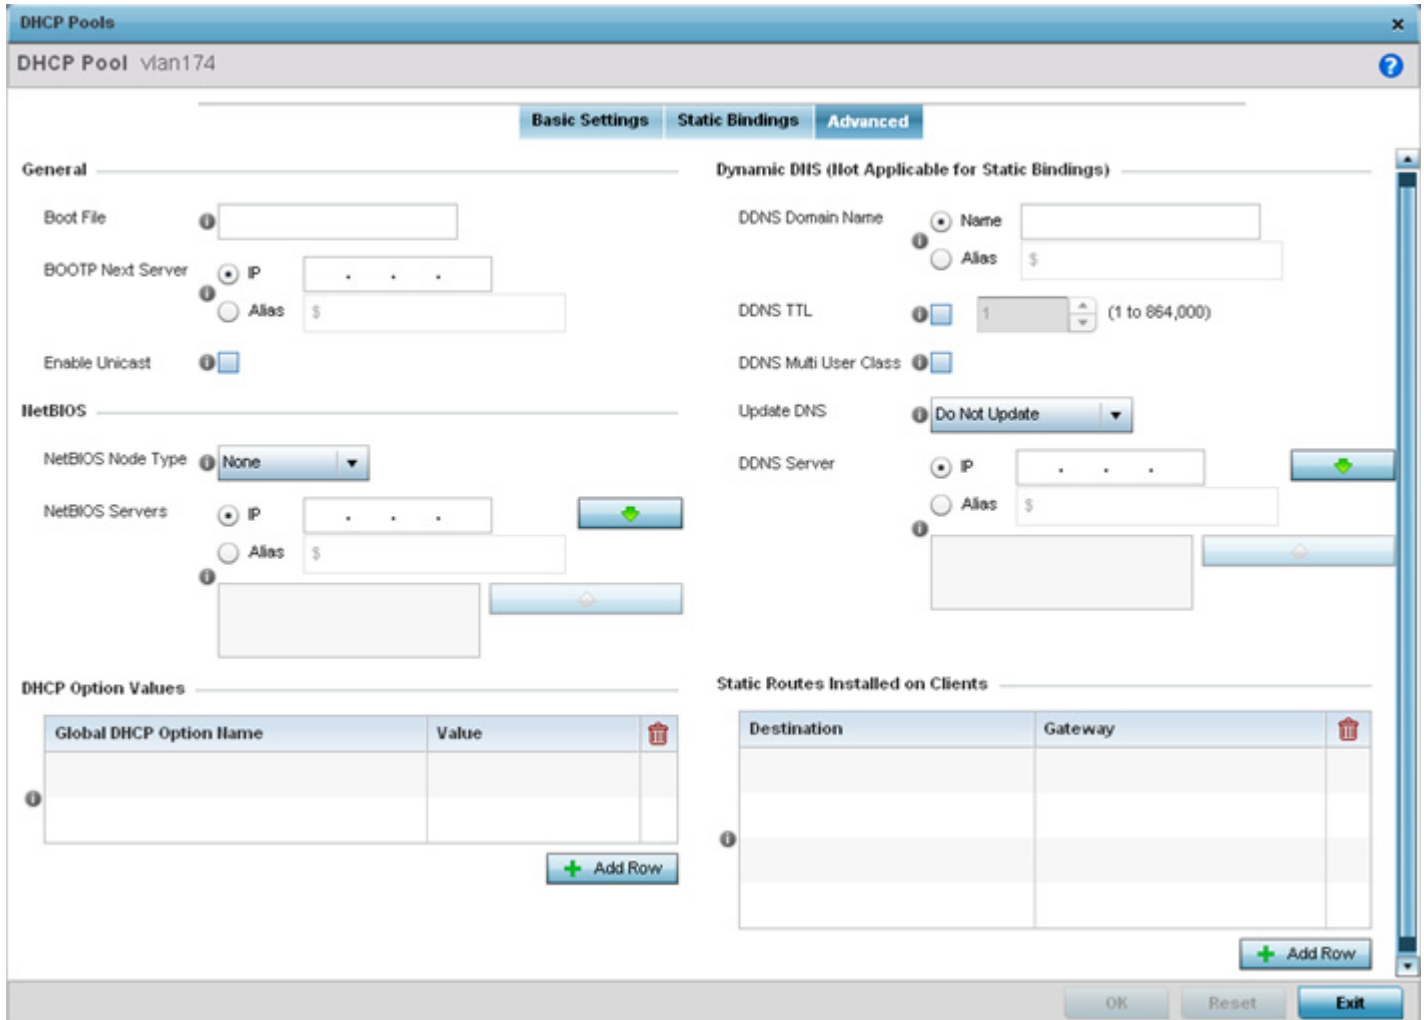 DHCP Pools
DHCP Pool vlan174
Basic Settings Static Bindings Advanced
General
Boot File
BOOTP Next Server IP . . .
Alias $
Enable Unicast
NetBIOS
NetBIOS Node Type None
NetBIOS Servers IP . . .
Alias $
DHCP Option Values
Global DHCP Option Name Value
Add Row
Dynamic DNS (Not Applicable for Static Bindings)
DDNS Domain Name Name
Alias $
DDNS TTL 1 (1 to 864,000)
DDNS Multi User Class
Update DNS Do Not Update
DDNS Server IP . . .
Alias $
Static Routes Installed on Clients
Destination Gateway
Add Row
OK Reset Exit